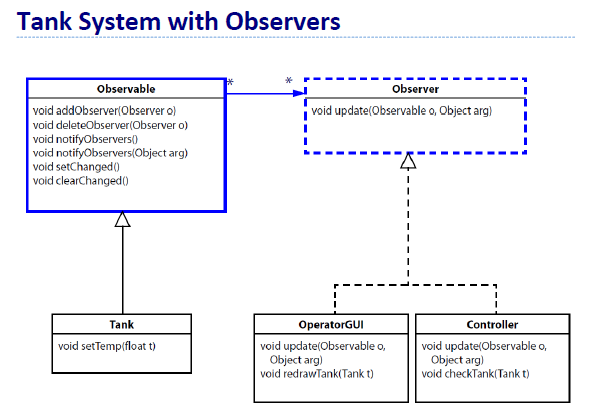 Tank System with Observers
* *
Observable
void addObserver(Observer o)
void deleteObserver(Observer o)
void notifyObservers()
void notifyObservers(Object arg)
void setChanged()
void clearChanged()
Observer
void update(Observable o, Object arg)
Tank
void setTemp(float t)
OperatorGUI
void update(Observable o,
Object arg)
void redrawTank(Tank t)
Controller
void update(Observable o,
Object arg)
void checkTank(Tank t)